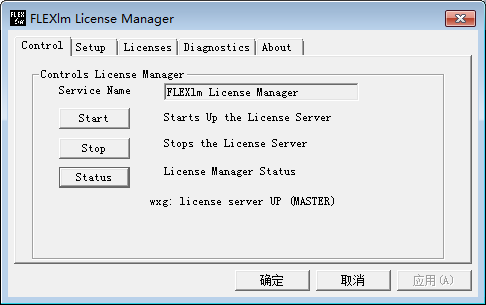 FLEXlm License Manager
Control Setup Licenses Diagnostics About
Controls License Manager
Service Name FLEXlm License Manager
Start Starts Up the License Server
Stop Stops the License Server
Status License Manager Status
wxg: license server UP (MASTER)
确定 取消 应用(A)